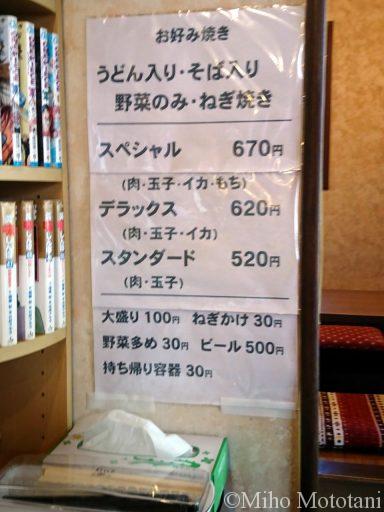 お好み焼き
うどん入り・そば入り
野菜のみ・ねぎ焼き
スペシャル 670円
(肉・玉子・イカ・もち)
デラックス 620円
(肉・玉子・イカ)
スタンダード 520円
(肉・玉子)
大盛り100円 ねぎかけ30円
野菜多め30円 ビール500円
持ち帰り容器30円
©Miho Mototani